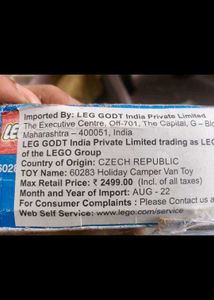 LEG
6028
Imported By: LEG GODT India Private Limited
The Executive Centre, Off-701, The Capital, G - Blo
Maharashtra – 400051, India
LEG GODT India Private Limited trading as LEG
of the LEGO Group
Country of Origin: CZECH REPUBLIC
TOY Name: 60283 Holiday Camper Van Toy
Max Retail Price: ₹ 2499.00 (Incl. of all taxes)
Month and Year of Import: AUG - 22
For Consumer Complaints : Please Contact us a
Web Self Service: www.lego.com/service